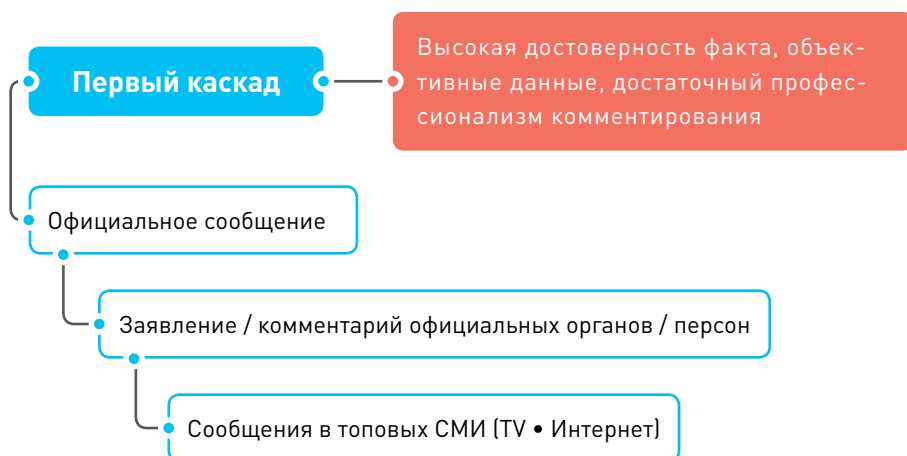 Первый каскад
Высокая достоверность факта, объек-
тивные данные, достаточный профес-
сионализм комментирования
Официальное сообщение
Заявление / комментарий официальных органов / персон
Сообщения в топовых СМИ (TV • Интернет)